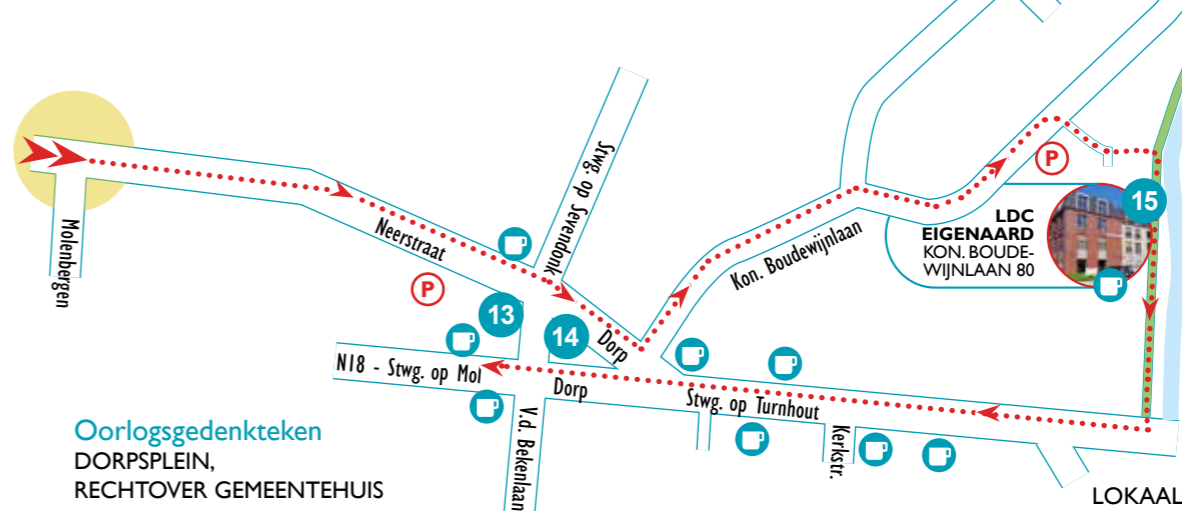 Molenbergen
Neerstraat
Stwg. op Sevendonk
P
13
14
Dorp
Kon. Boudewijnlaan
P
15
LDC
EIGENAARD
KON. BOUDE-
WIJNLAAN 80
N18 - Stwg. op Mol
Dorp
Stwg. op Turnhout
V.d. Bekenlaan
Kerkstr.
Oorlogsgedenkteken
DORPSPLEIN,
RECHTOVER GEMEENTEHUIS
LOKAAL